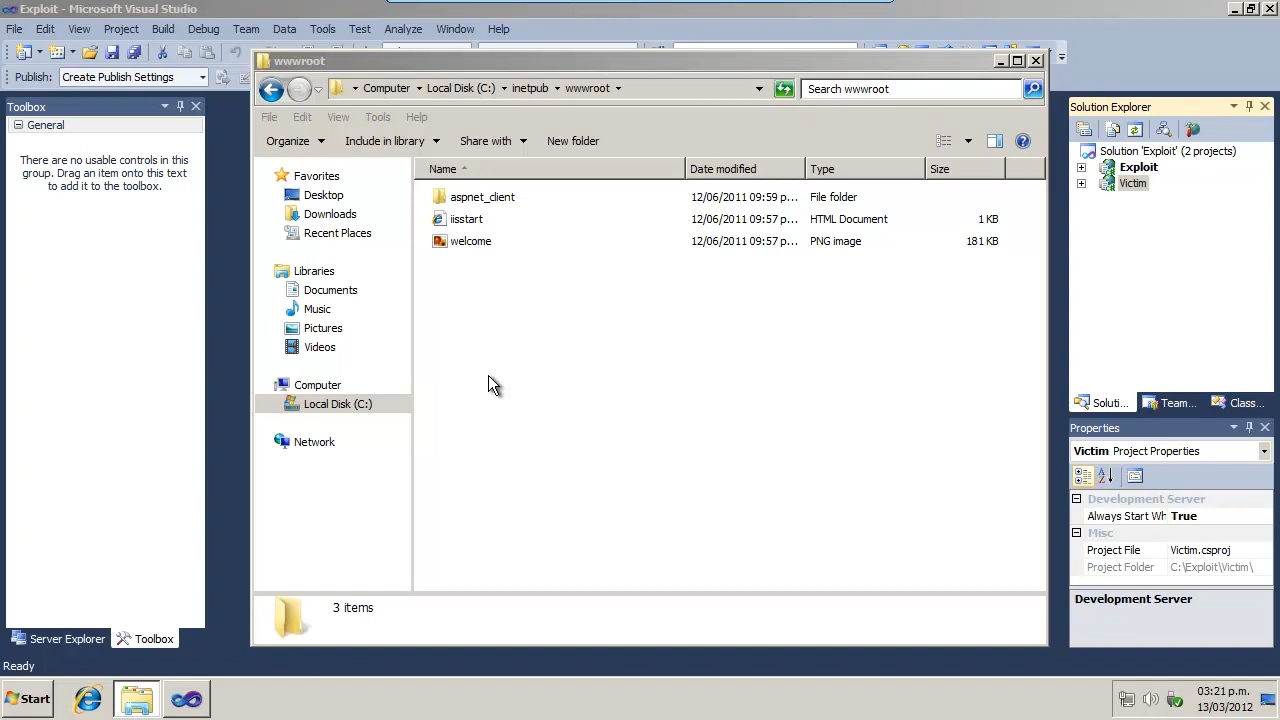 Exploit - Microsoft Visual Studio
File Edit View Project Build Debug Team Data Tools Test Analyze Window Help
Publish: Create Publish Settings
Toolbox
General
There are no usable controls in this
group. Drag an item onto this text
to add it to the toolbox.
Server Explorer Toolbox
Ready
wwwroot
Computer Local Disk (C:) inetpub wwwroot Search wwwroot
File Edit View Tools Help
Organize Include in library Share with New folder
Favorites
Desktop
Downloads
Recent Places
Libraries
Documents
Music
Pictures
Videos
Computer
Local Disk (C:)
Network
Name Date modified Type Size
aspnet_client 12/06/2011 09:59 p... File folder
iisstart 12/06/2011 09:57 p... HTML Document 1 KB
welcome 12/06/2011 09:57 p... PNG image 181 KB
3 items
Solution Explorer
Solution 'Exploit' (2 projects)
Exploit
Victim
Soluti... Team... Class...
Properties
Victim Project Properties
Development Server
Always Start Wh True
Misc
Project File Victim.csproj
Project Folder C:\Exploit\Victim\
Development Server
Start
03:21 p.m.
13/03/2012